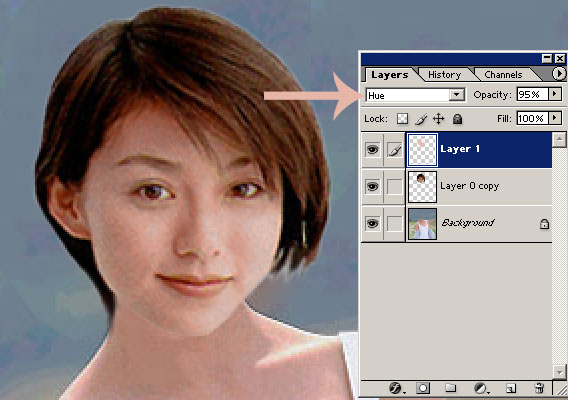 Layers History Channels
Hue Opacity: 95%
Lock: Fill: 100%
Layer 1
Layer 0 copy
Background